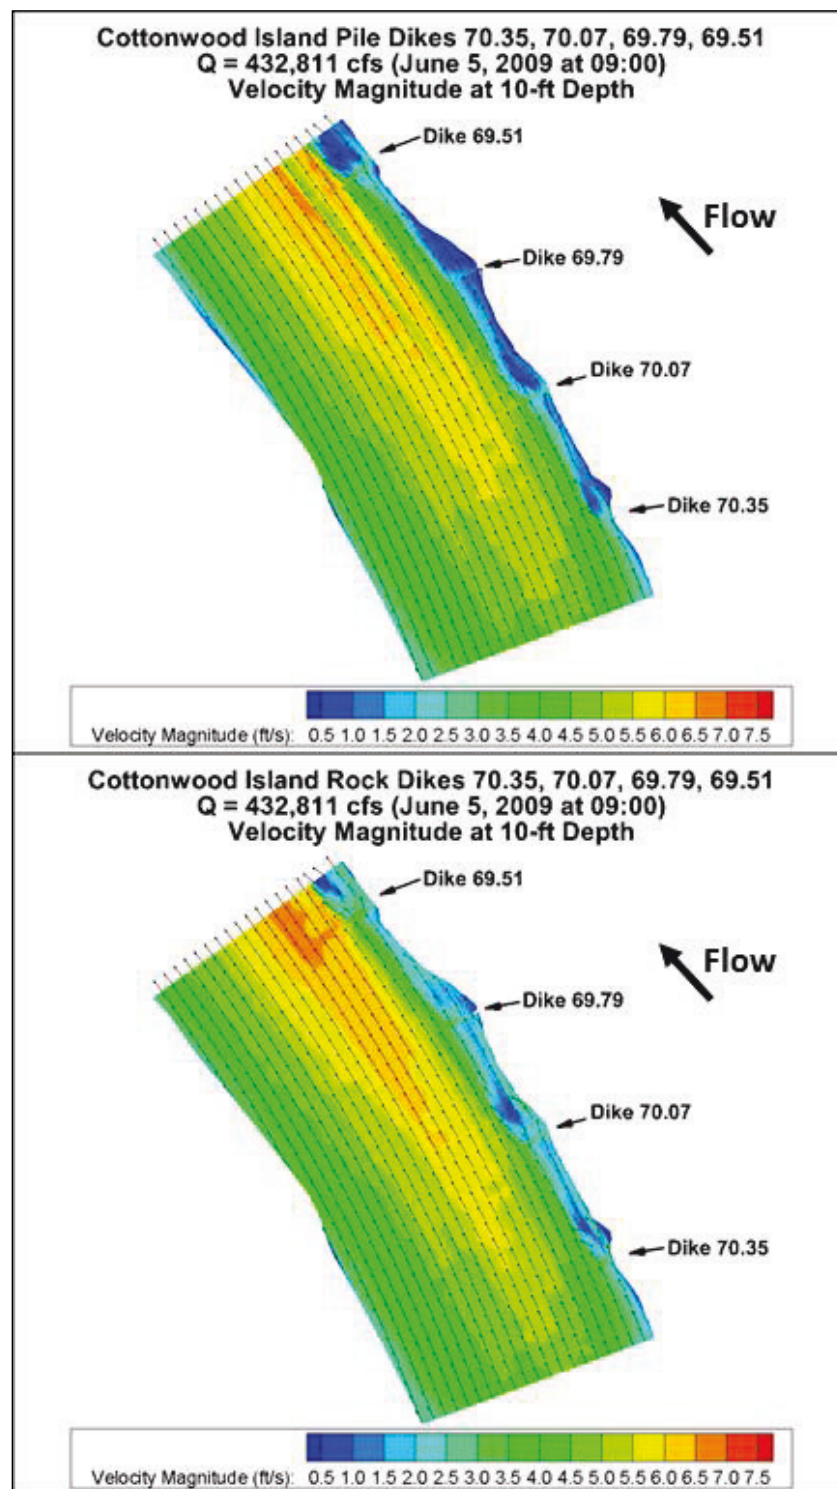 Cottonwood Island Pile Dikes 70.35, 70.07, 69.79, 69.51
Q = 432,811 cfs (June 5, 2009 at 09:00)
Velocity Magnitude at 10-ft Depth
Dike 69.51
Flow
Dike 69.79
Dike 70.07
Dike 70.35
Velocity Magnitude (ft/s): 0.5 1.0 1.5 2.0 2.5 3.0 3.5 4.0 4.5 5.0 5.5 6.0 6.5 7.0 7.5
Cottonwood Island Rock Dikes 70.35, 70.07, 69.79, 69.51
Q = 432,811 cfs (June 5, 2009 at 09:00)
Velocity Magnitude at 10-ft Depth
Dike 69.51
Flow
Dike 69.79
Dike 70.07
Dike 70.35
Velocity Magnitude (ft/s): 0.5 1.0 1.5 2.0 2.5 3.0 3.5 4.0 4.5 5.0 5.5 6.0 6.5 7.0 7.5